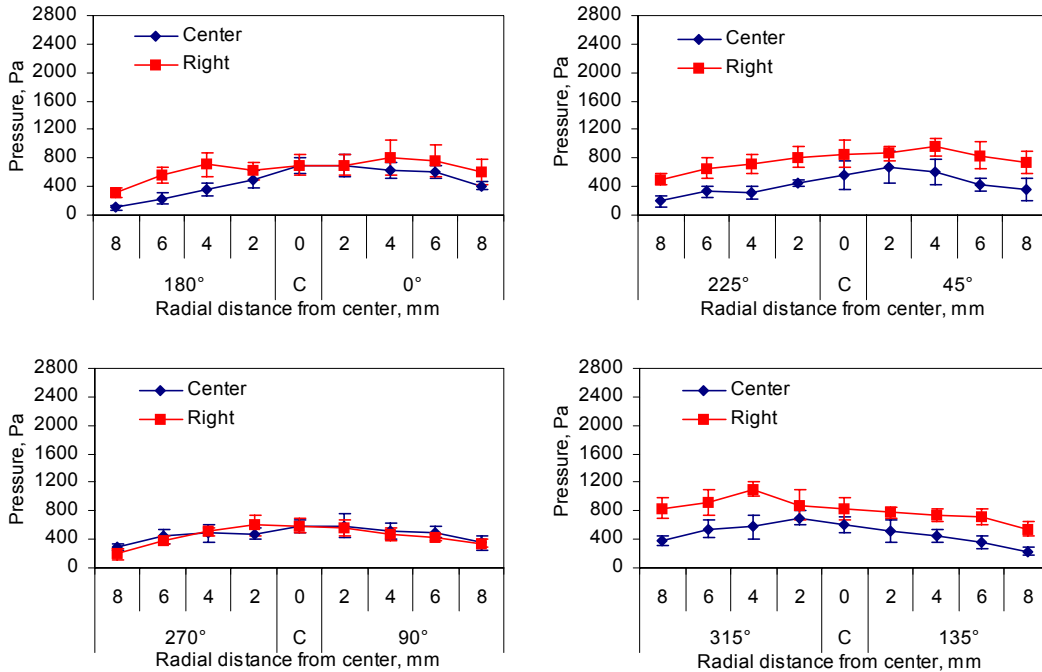 2800
2400
2000
1600
1200
800
400
0
Pressure, Pa
Center
Right
8 6 4 2 0 2 4 6 8
180° C 0°
Radial distance from center, mm
2800
2400
2000
1600
1200
800
400
0
Pressure, Pa
Center
Right
8 6 4 2 0 2 4 6 8
225° C 45°
Radial distance from center, mm
2800
2400
2000
1600
1200
800
400
0
Pressure, Pa
Center
Right
8 6 4 2 0 2 4 6 8
270° C 90°
Radial distance from center, mm
2800
2400
2000
1600
1200
800
400
0
Pressure, Pa
Center
Right
8 6 4 2 0 2 4 6 8
315° C 135°
Radial distance from center, mm